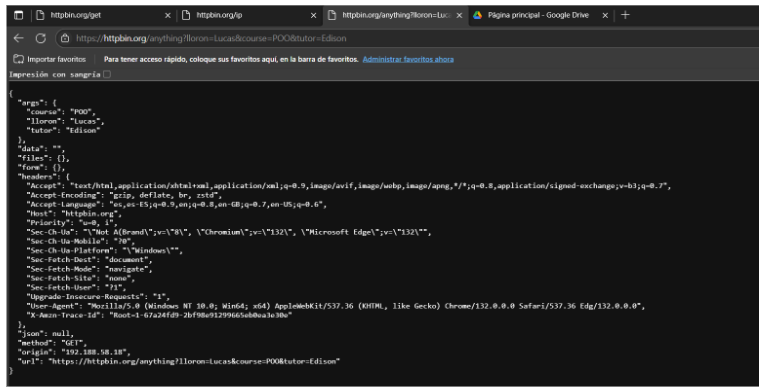 httpbin.org/get
httpbin.org/ip
httpbin.org/anything?lloron=Luc
Página principal - Google Drive
https://httpbin.org/anything?lloron=Lucas&course=POO&tutor=Edison
Importar favoritos
Para tener acceso rápido, coloque sus favoritos aquí, en la barra de favoritos. Administrar favoritos ahora
Impresión con sangría
{
"args": {
"course": "POO",
"lloron": "Lucas",
"tutor": "Edison"
},
"data": "",
"files": {},
"form": {},
"headers": {
"Accept": "text/html,application/xhtml+xml,application/xml;q=0.9,image/avif,image/webp,image/apng,*/*;q=0.8,application/signed-exchange;v=b3;q=0.7",
"Accept-Encoding": "gzip, deflate, br, zstd",
"Accept-Language": "es,es-ES;q=0.9,en;q=0.8,en-GB;q=0.7,en-US;q=0.6",
"Host": "httpbin.org",
"Priority": "u=0, i",
"Sec-Ch-Ua": "\"Not A(Brand\";v=\"8\", \"Chromium\";v=\"132\", \"Microsoft Edge\";v=\"132\"",
"Sec-Ch-Ua-Mobile": "?0",
"Sec-Ch-Ua-Platform": "\"Windows\"",
"Sec-Fetch-Dest": "document",
"Sec-Fetch-Mode": "navigate",
"Sec-Fetch-Site": "none",
"Sec-Fetch-User": "?1",
"Upgrade-Insecure-Requests": "1",
"User-Agent": "Mozilla/5.0 (Windows NT 10.0; Win64; x64) AppleWebKit/537.36 (KHTML, like Gecko) Chrome/132.0.0.0 Safari/537.36 Edg/132.0.0.0",
"X-Amzn-Trace-Id": "Root=1-67a24fd9-2bf98e91299665eb0ea3e30e"
},
"json": null,
"method": "GET",
"origin": "192.188.58.18",
"url": "https://httpbin.org/anything?lloron=Lucas&course=POO&tutor=Edison"
}